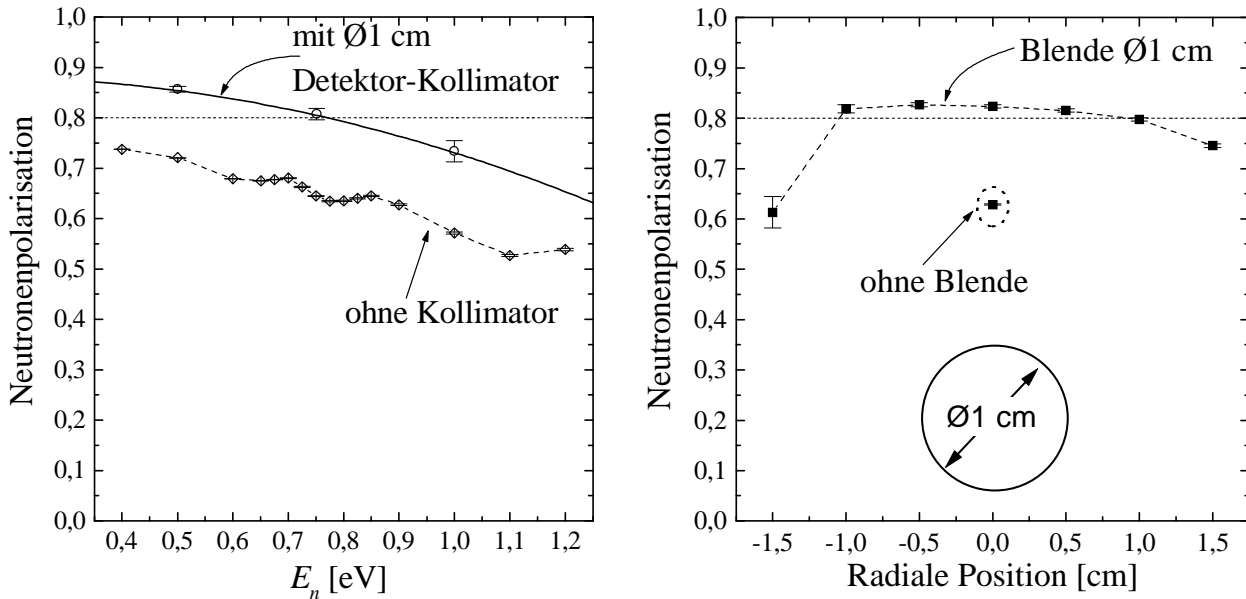 1,0
0,9
0,8
0,7
0,6
0,5
0,4
0,3
0,2
0,1
0,0
Neutronenpolarisation
mit Ø1 cm
Detektor-Kollimator
ohne Kollimator
0,4 0,5 0,6 0,7 0,8 0,9 1,0 1,1 1,2
E_n [eV]
1,0
0,9
0,8
0,7
0,6
0,5
0,4
0,3
0,2
0,1
0,0
Neutronenpolarisation
Blende Ø1 cm
ohne Blende
Ø1 cm
-1,5 -1,0 -0,5 0,0 0,5 1,0 1,5
Radiale Position [cm]